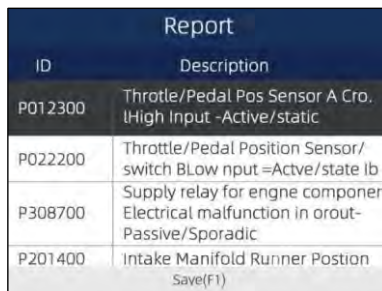 Report
ID Description
P012300 Throtle/Pedal Pos Sensor A Cro.
lHigh Input -Active/static
P022200 Throttle/Pedal Position Sensor/
switch BLow nput =Actve/state Ib
P308700 Supply relay for engne componer
Electrical malfunction in orout-
Passive/Sporadic
P201400 Intake Manifold Runner Postion
Save(F1)